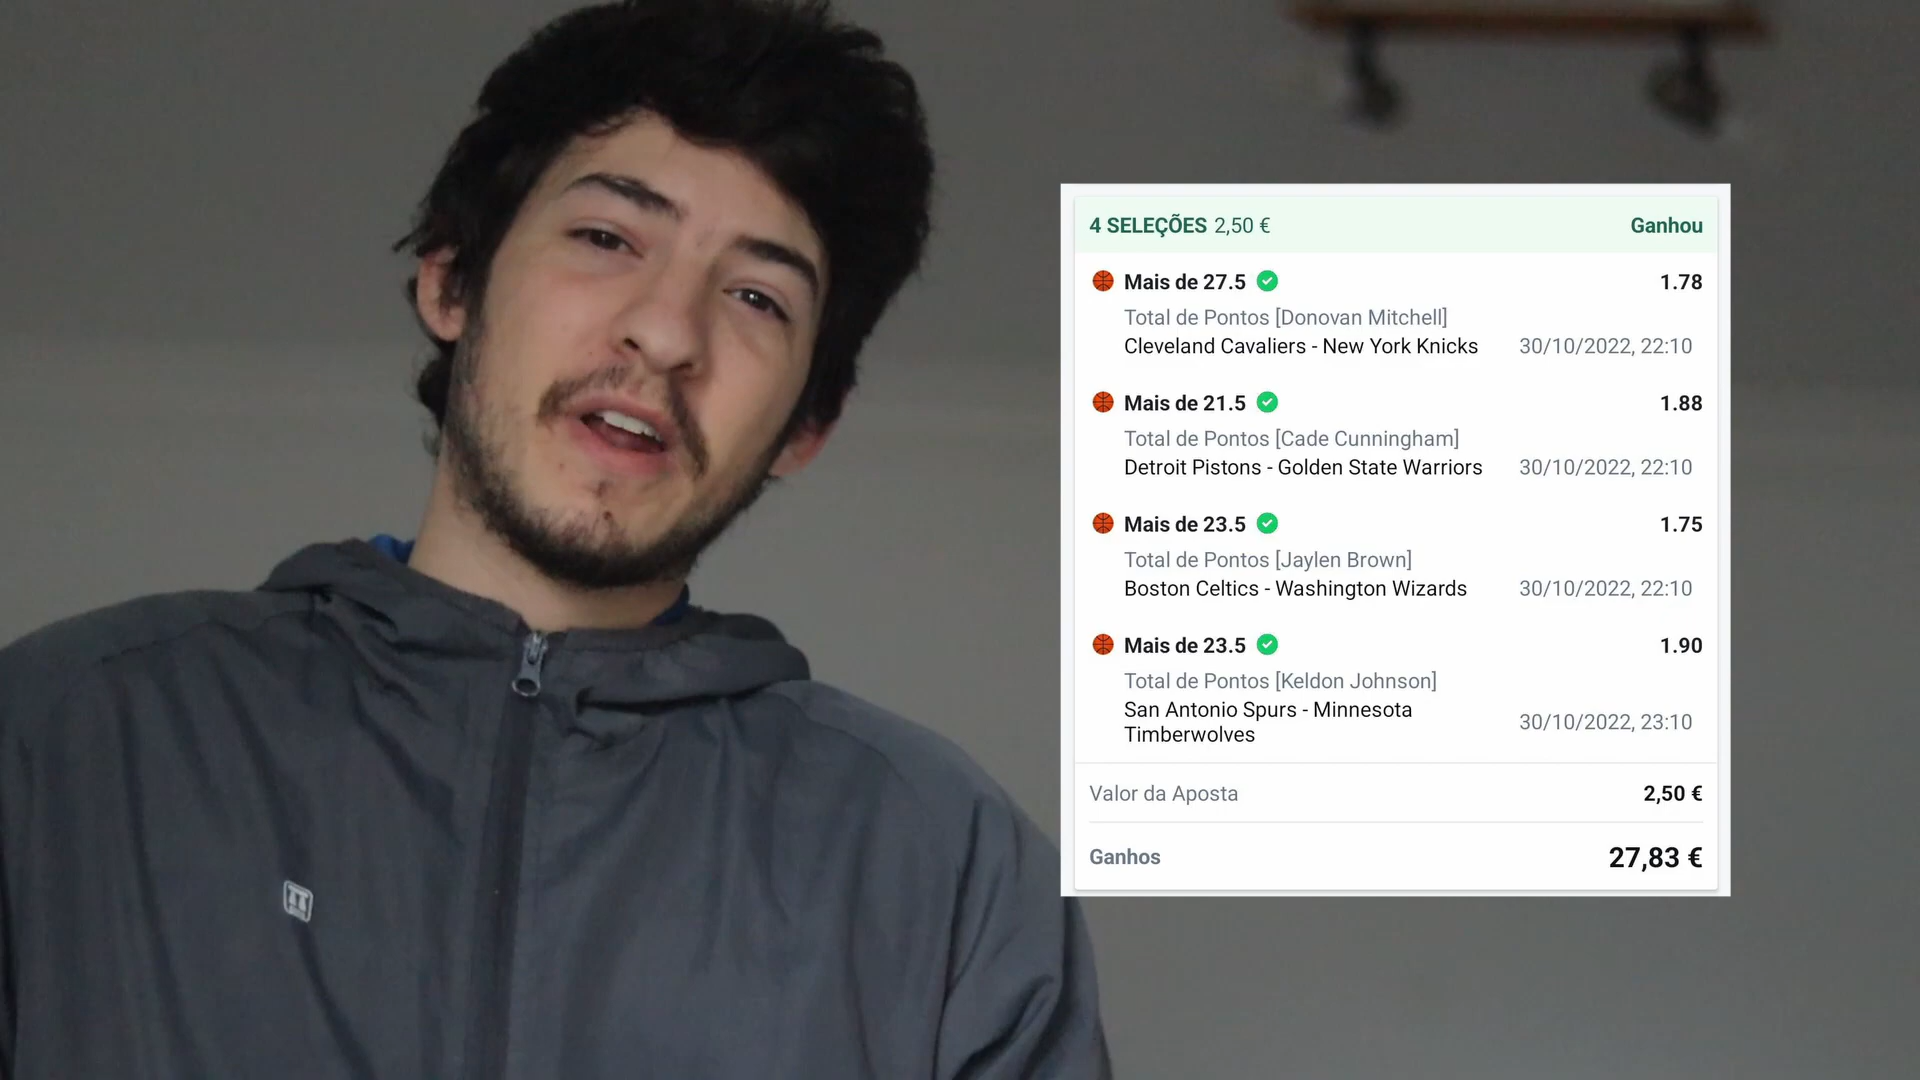 4 SELEÇÕES 2,50 € Ganhou
Mais de 27.5 1.78
Total de Pontos [Donovan Mitchell]
Cleveland Cavaliers - New York Knicks 30/10/2022, 22:10
Mais de 21.5 1.88
Total de Pontos [Cade Cunningham]
Detroit Pistons - Golden State Warriors 30/10/2022, 22:10
Mais de 23.5 1.75
Total de Pontos [Jaylen Brown]
Boston Celtics - Washington Wizards 30/10/2022, 22:10
Mais de 23.5 1.90
Total de Pontos [Keldon Johnson]
San Antonio Spurs - Minnesota
Timberwolves 30/10/2022, 23:10
Valor da Aposta 2,50 €
Ganhos 27,83 €